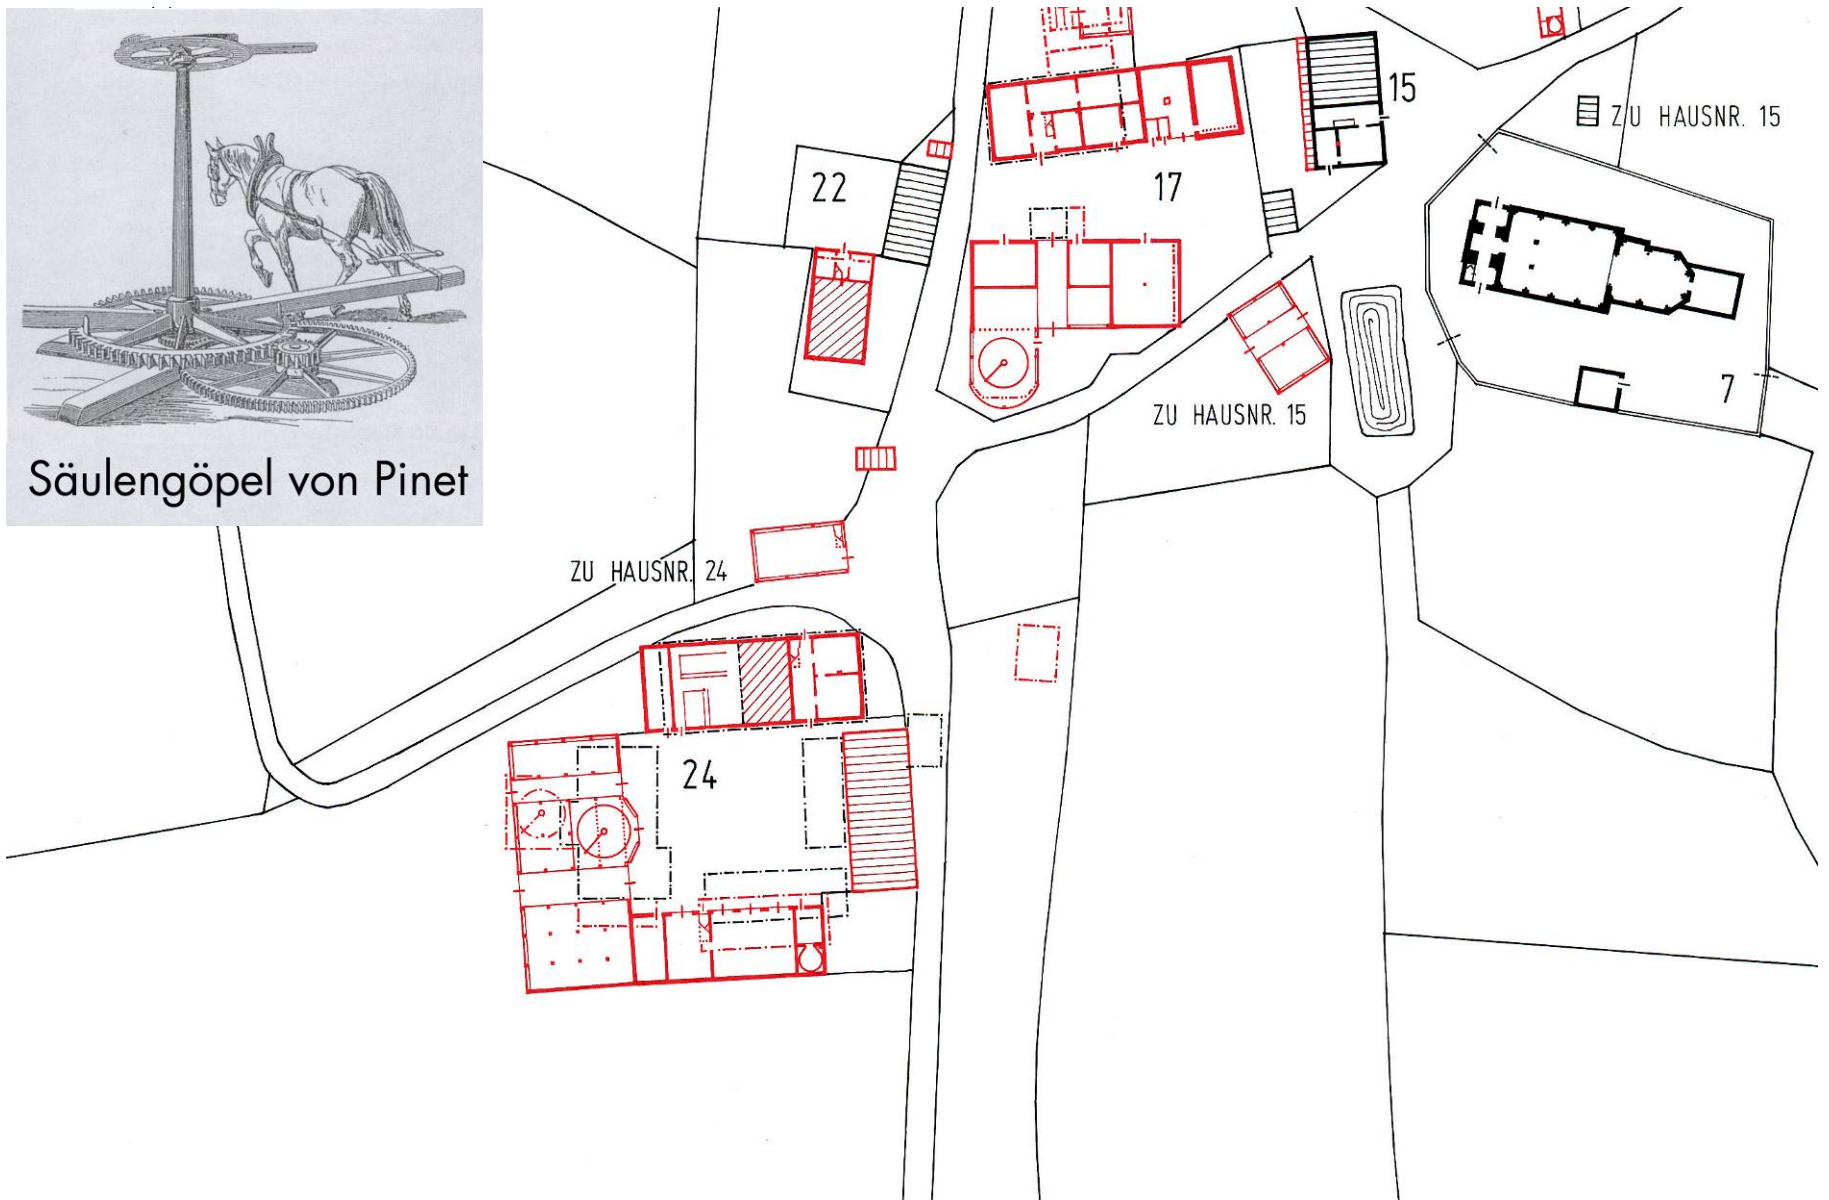 15
ZU HAUSNR. 15
22
17
7
ZU HAUSNR. 15
Säulengöpel von Pinet
ZU HAUSNR. 24
24